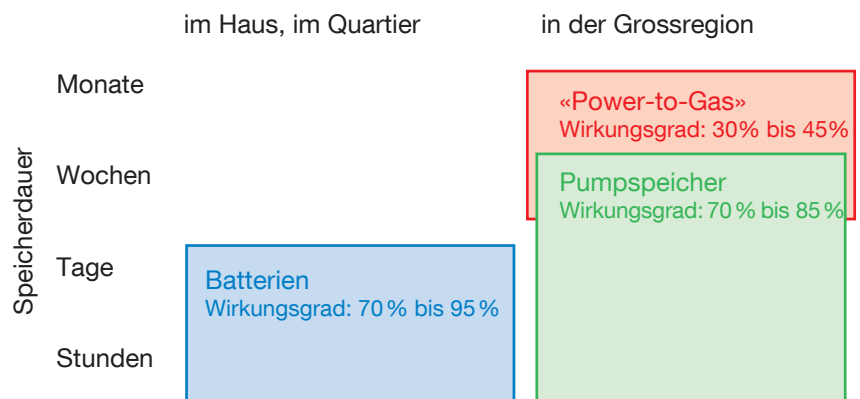 im Haus, im Quartier
in der Grossregion
Monate
«Power-to-Gas»
Wirkungsgrad: 30% bis 45%
Wochen
Pumpspeicher
Wirkungsgrad: 70% bis 85%
Speicherdauer
Tage
Batterien
Wirkungsgrad: 70% bis 95%
Stunden